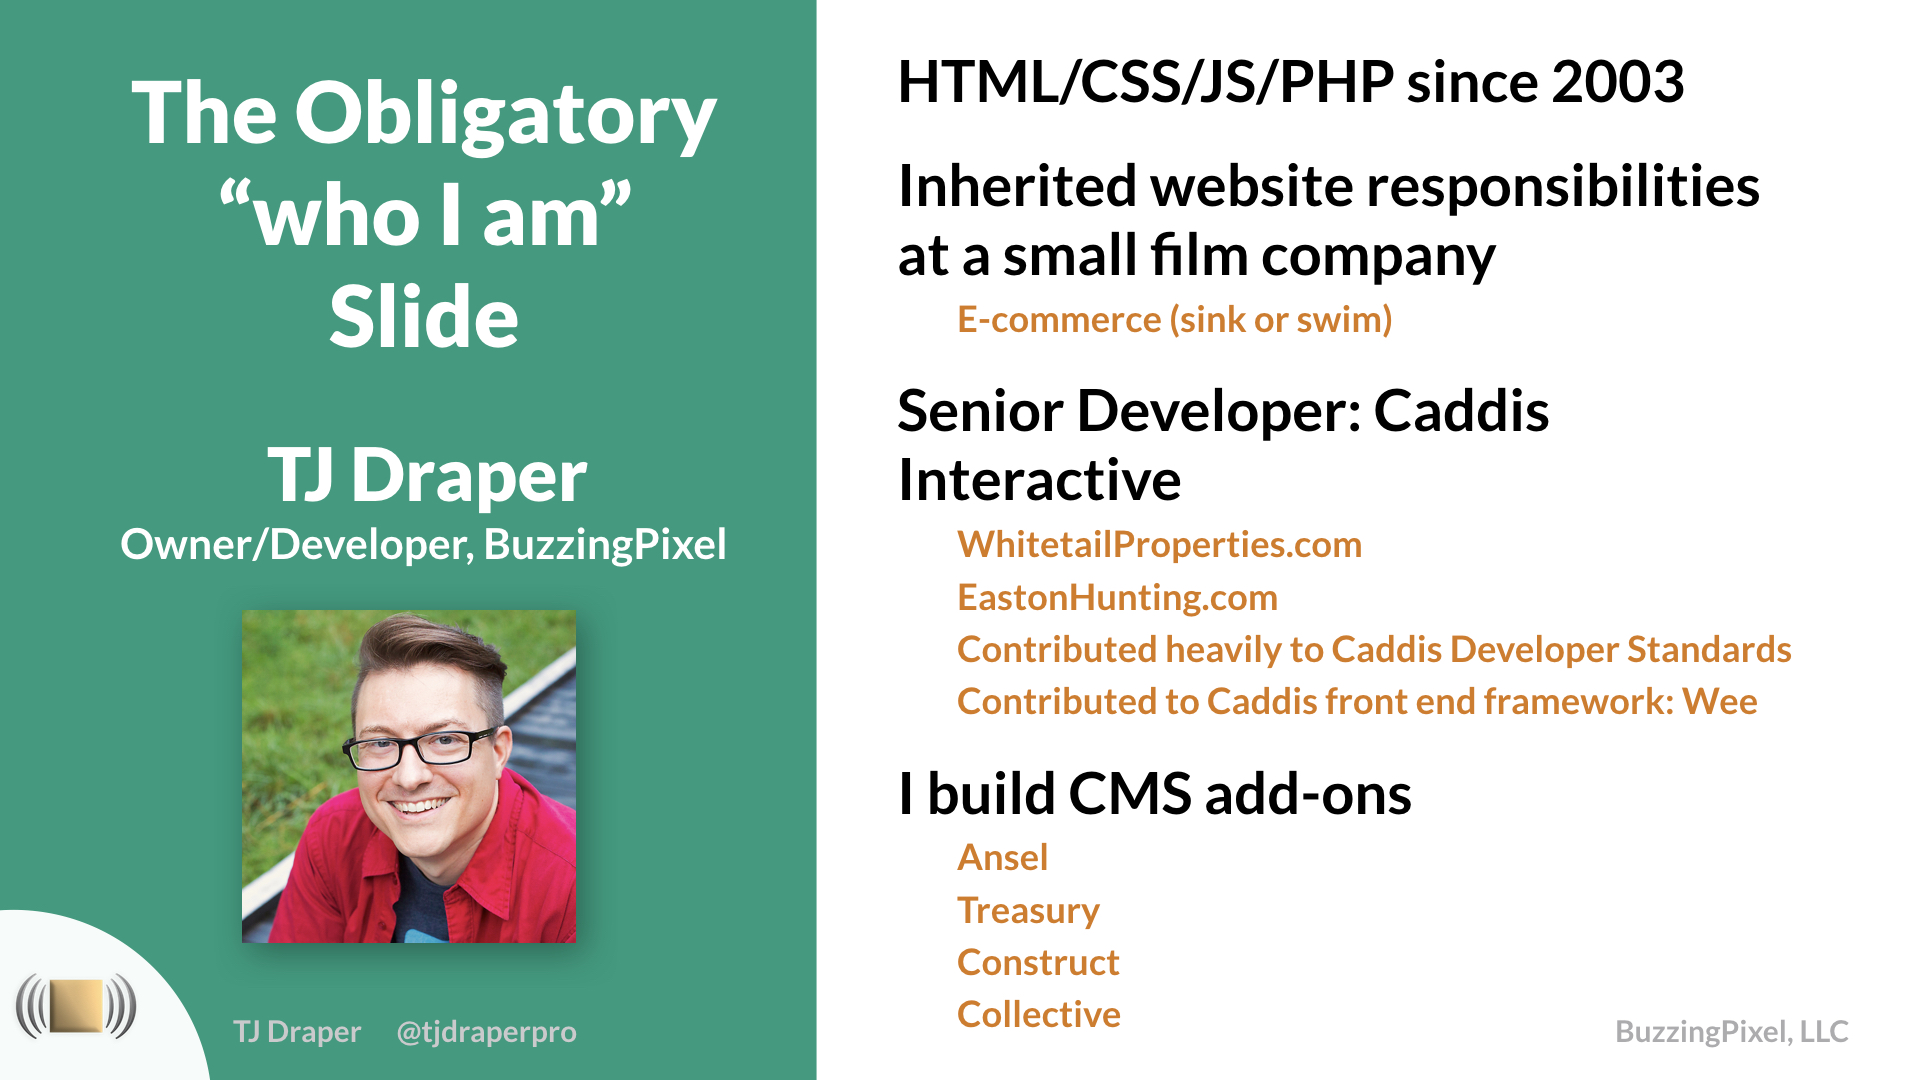 The Obligatory
“who I am”
Slide
TJ Draper
Owner/Developer, BuzzingPixel
TJ Draper @tjdraperpro
HTML/CSS/JS/PHP since 2003
Inherited website responsibilities
at a small film company
E-commerce (sink or swim)
Senior Developer: Caddis
Interactive
WhitetailProperties.com
EastonHunting.com
Contributed heavily to Caddis Developer Standards
Contributed to Caddis front end framework: Wee
I build CMS add-ons
Ansel
Treasury
Construct
Collective
BuzzingPixel, LLC